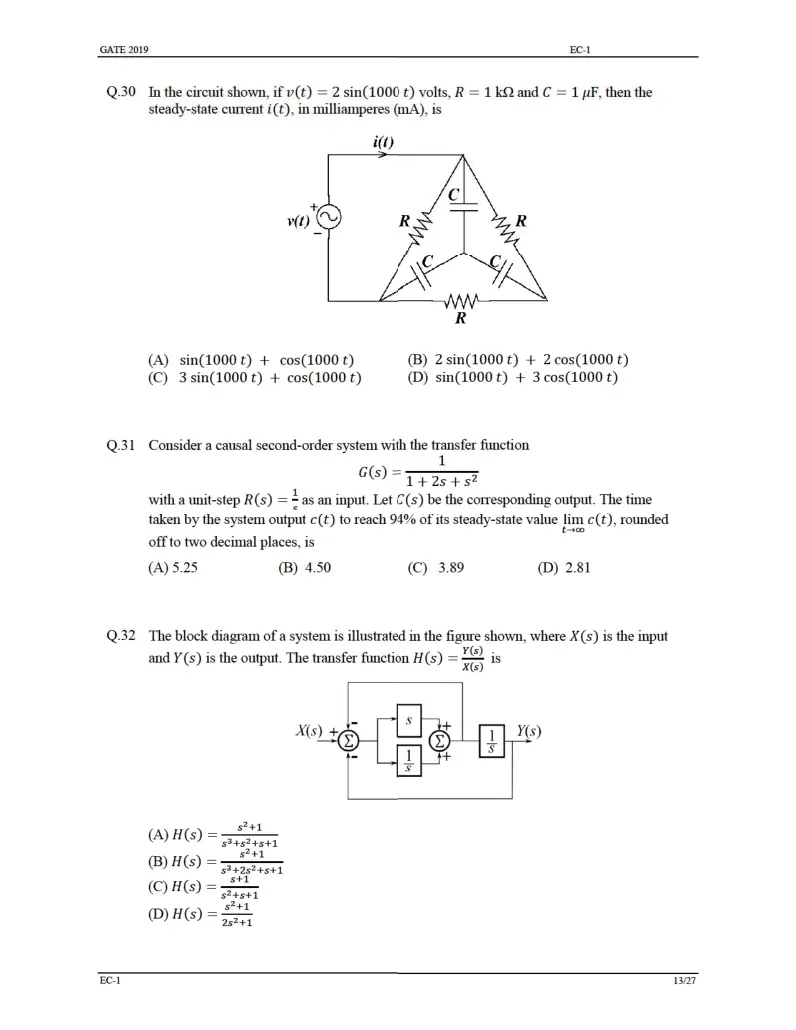 GATE 2019 EC-1
Q.30 In the circuit shown, if v(t) = 2 sin(1000 t) volts, R = 1 kΩ and C = 1 μF, then the
steady-state current i(t), in milliamperes (mA), is
i(t)
C
+
v(t)
−
R R
C C
R
(A) sin(1000 t) + cos(1000 t) (B) 2 sin(1000 t) + 2 cos(1000 t)
(C) 3 sin(1000 t) + cos(1000 t) (D) sin(1000 t) + 3 cos(1000 t)
Q.31 Consider a causal second-order system with the transfer function
G(s) = 1/(1 + 2s + s²)
with a unit-step R(s) = 1/s as an input. Let C(s) be the corresponding output. The time
taken by the system output c(t) to reach 94% of its steady-state value lim t→∞ c(t), rounded
off to two decimal places, is
(A) 5.25 (B) 4.50 (C) 3.89 (D) 2.81
Q.32 The block diagram of a system is illustrated in the figure shown, where X(s) is the input
and Y(s) is the output. The transfer function H(s) = Y(s)/X(s) is
- s +
X(s) + Σ Σ 1/s Y(s)
- 1/s +
(A) H(s) = (s²+1)/(s³+s²+s+1)
(B) H(s) = (s²+1)/(s³+2s²+s+1)
(C) H(s) = (s+1)/(s²+s+1)
(D) H(s) = (s²+1)/(2s²+1)
EC-1 13/27